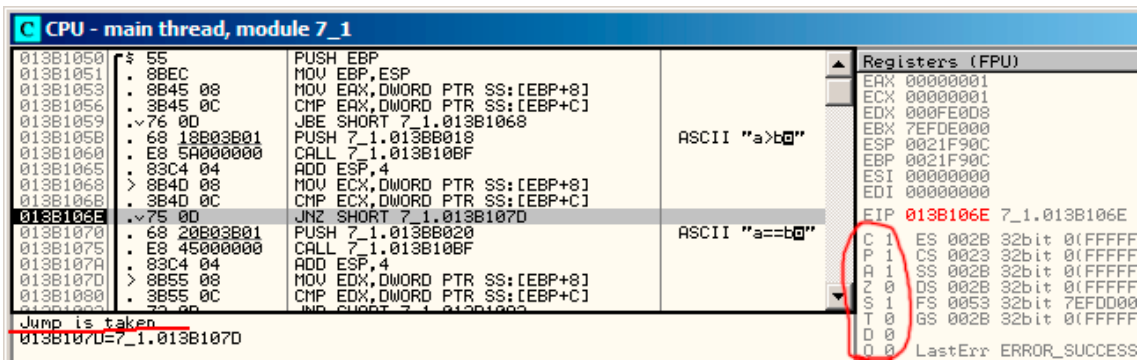 C CPU - main thread, module 7_1
013B1050 $ 55 PUSH EBP
013B1051 . 8BEC MOV EBP,ESP
013B1053 . 8B45 08 MOV EAX,DWORD PTR SS:[EBP+8]
013B1056 . 3B45 0C CMP EAX,DWORD PTR SS:[EBP+C]
013B1059 .v76 0D JBE SHORT 7_1.013B1068
013B105B . 68 18B03B01 PUSH 7_1.013BB018 ASCII "a>b◙"
013B1060 . E8 5A000000 CALL 7_1.013B10BF
013B1065 . 83C4 04 ADD ESP,4
013B1068 > 8B4D 08 MOV ECX,DWORD PTR SS:[EBP+8]
013B106B . 3B4D 0C CMP ECX,DWORD PTR SS:[EBP+C]
013B106E .v75 0D JNZ SHORT 7_1.013B107D
013B1070 . 68 20B03B01 PUSH 7_1.013BB020 ASCII "a==b◙"
013B1075 . E8 45000000 CALL 7_1.013B10BF
013B107A . 83C4 04 ADD ESP,4
013B107D > 8B55 08 MOV EDX,DWORD PTR SS:[EBP+8]
013B1080 . 3B55 0C CMP EDX,DWORD PTR SS:[EBP+C]
Jump is taken
013B107D=7_1.013B107D
Registers (FPU)
EAX 00000001
ECX 00000001
EDX 000FE0D8
EBX 7EFDE000
ESP 0021F90C
EBP 0021F90C
ESI 00000000
EDI 00000000
EIP 013B106E 7_1.013B106E
C 1 ES 002B 32bit 0(FFFFF
P 1 CS 0023 32bit 0(FFFFF
A 1 SS 002B 32bit 0(FFFFF
Z 0 DS 002B 32bit 0(FFFFF
S 1 FS 0053 32bit 7EFDD00
T 0 GS 002B 32bit 0(FFFFF
D 0
O 0 LastErr ERROR_SUCCESS